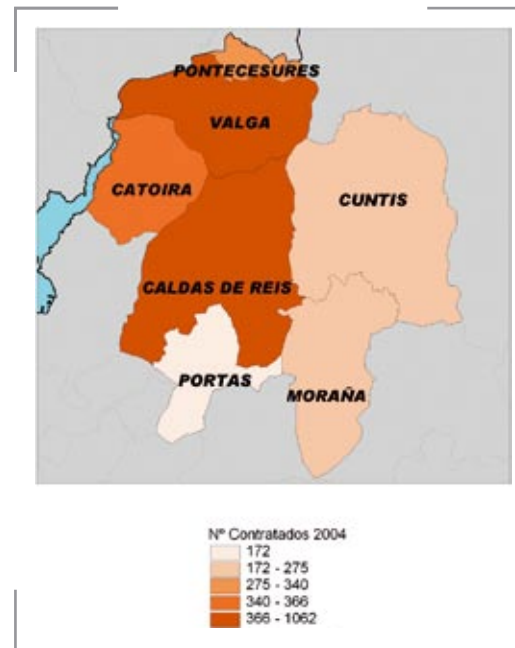 PONTECESURES
VALGA
CATOIRA
CUNTIS
CALDAS DE REIS
PORTAS
MORAÑA
Nº Contratados 2004
172
172 - 275
275 - 340
340 - 366
366 - 1062